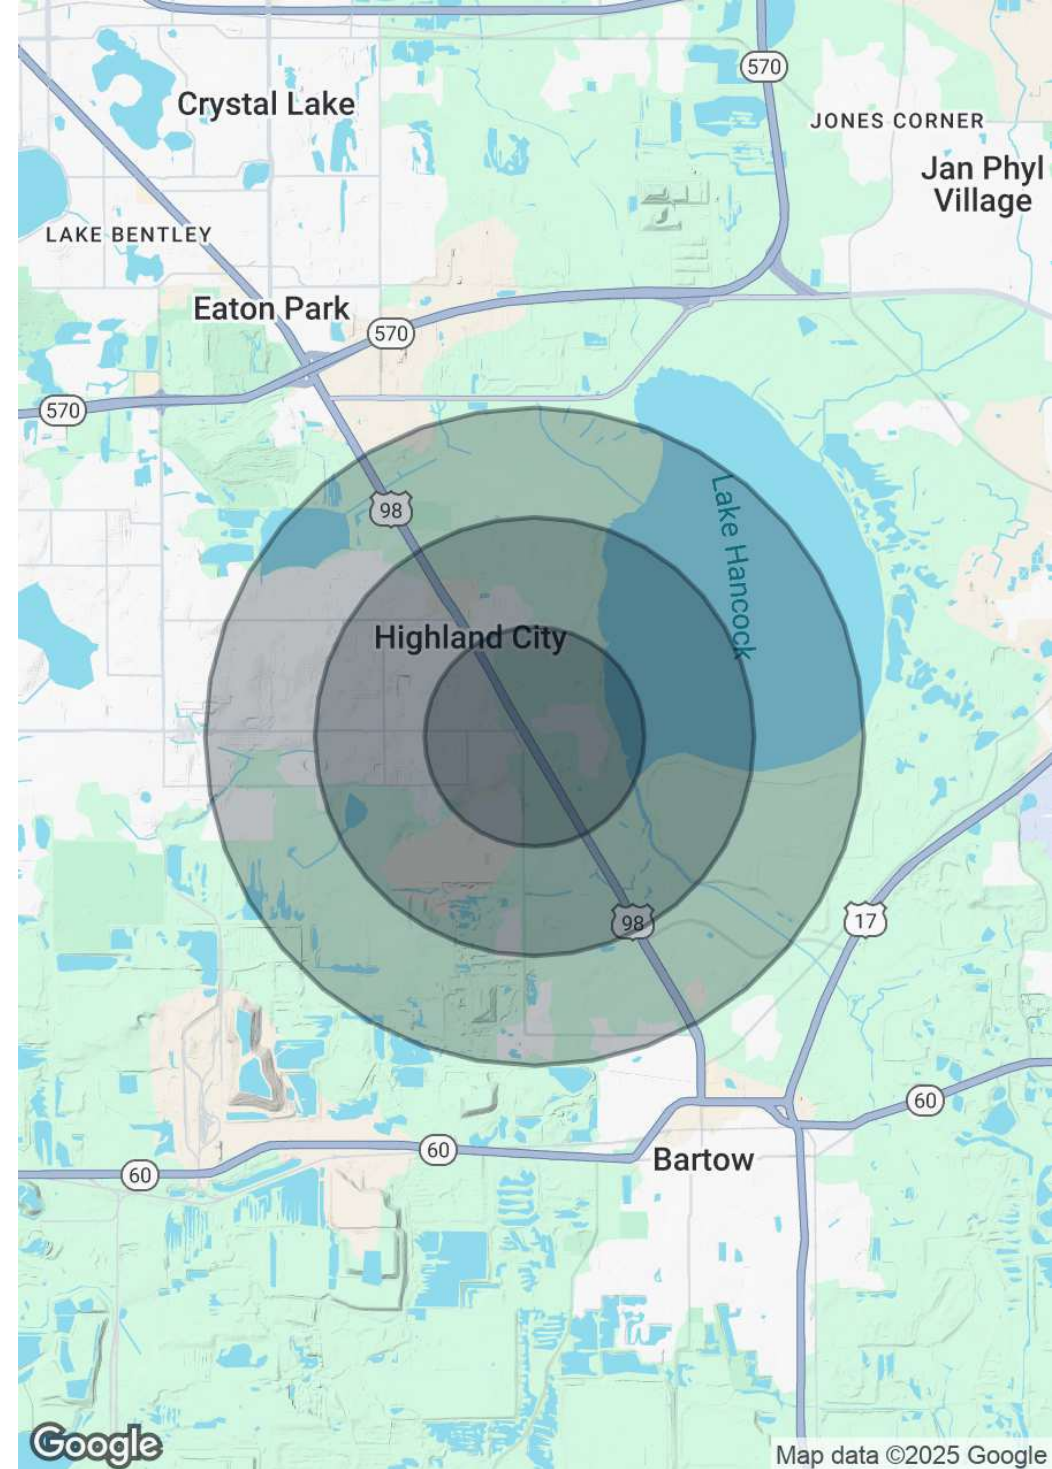 570
Crystal Lake
JONES CORNER
Jan Phyl
Village
LAKE BENTLEY
Eaton Park
570
570
98
Lake Hancock
Highland City
98
17
60
60
Bartow
60
Google
Map data ©2025 Google